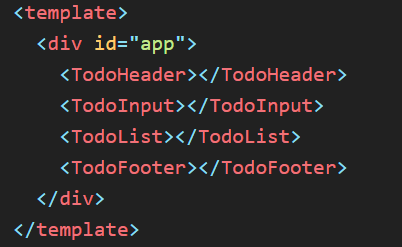 <template>
  <div id="app">
    <TodoHeader></TodoHeader>
    <TodoInput></TodoInput>
    <TodoList></TodoList>
    <TodoFooter></TodoFooter>
  </div>
</template>